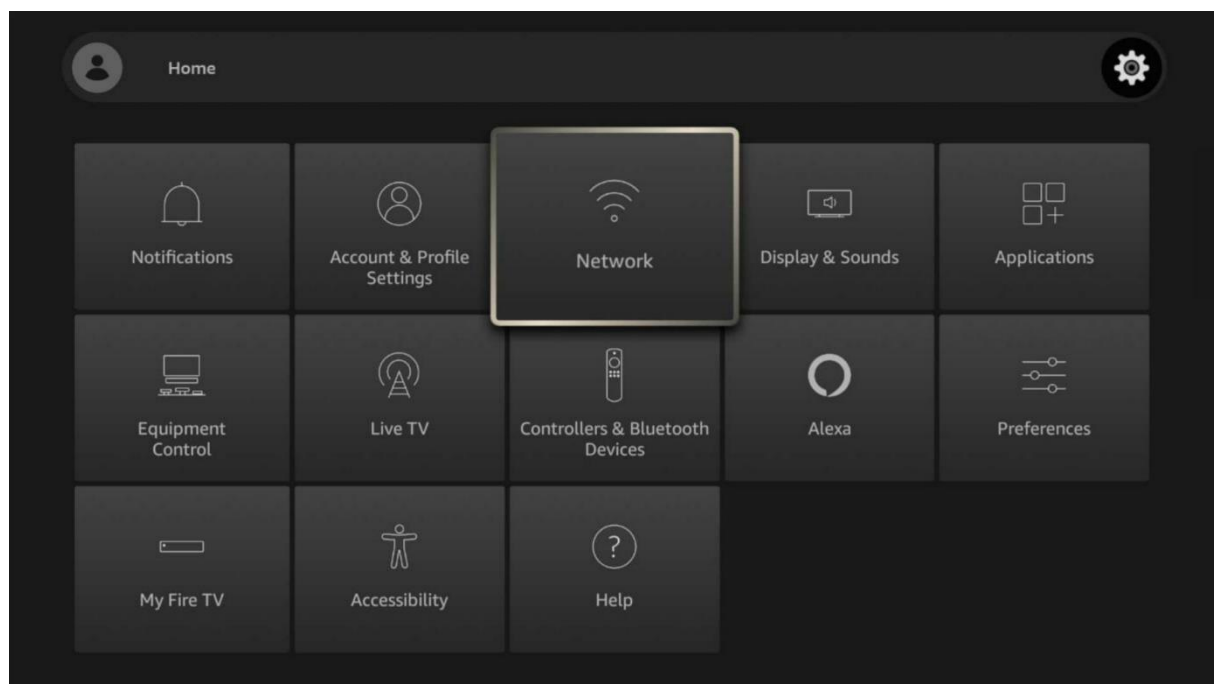 Home
Notifications
Account & Profile
Settings
Network
Display & Sounds
Applications
Equipment
Control
Live TV
Controllers & Bluetooth
Devices
Alexa
Preferences
My Fire TV
Accessibility
?
Help